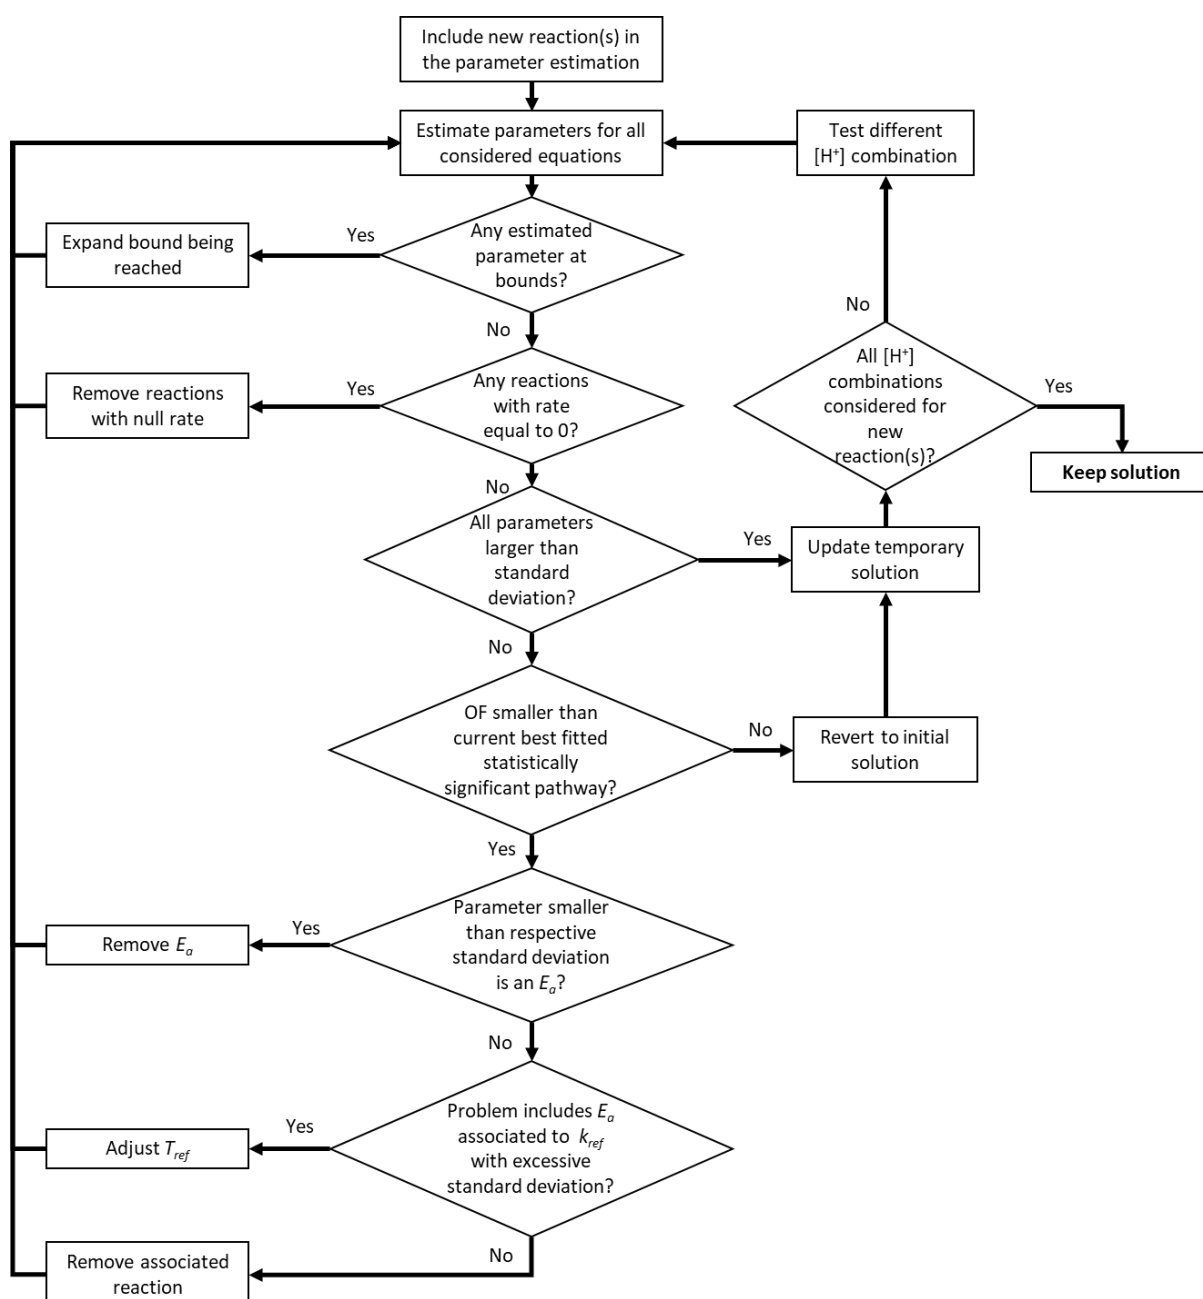 Include new reaction(s) in
the parameter estimation
Estimate parameters for all
considered equations
Test different
[H⁺] combination
Any estimated
parameter at
bounds?
Yes
Expand bound being
reached
No
Any reactions
with rate
equal to 0?
Yes
Remove reactions
with null rate
No
All [H⁺]
combinations
considered for
new
reaction(s)?
No
Yes
Keep solution
All parameters
larger than
standard
deviation?
Yes
Update temporary
solution
No
OF smaller than
current best fitted
statistically
significant pathway?
No
Revert to initial
solution
Yes
Parameter smaller
than respective
standard deviation
is an Eₐ?
Yes
Remove Eₐ
No
Problem includes Eₐ
associated to k_ref
with excessive
standard deviation?
Yes
Adjust T_ref
No
Remove associated
reaction